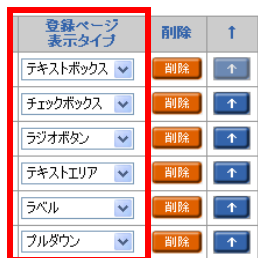 登録ページ
表示タイプ
削除 ↑
テキストボックス 削除 ↑
チェックボックス 削除 ↑
ラジオボタン 削除 ↑
テキストエリア 削除 ↑
ラベル 削除 ↑
プルダウン 削除 ↑